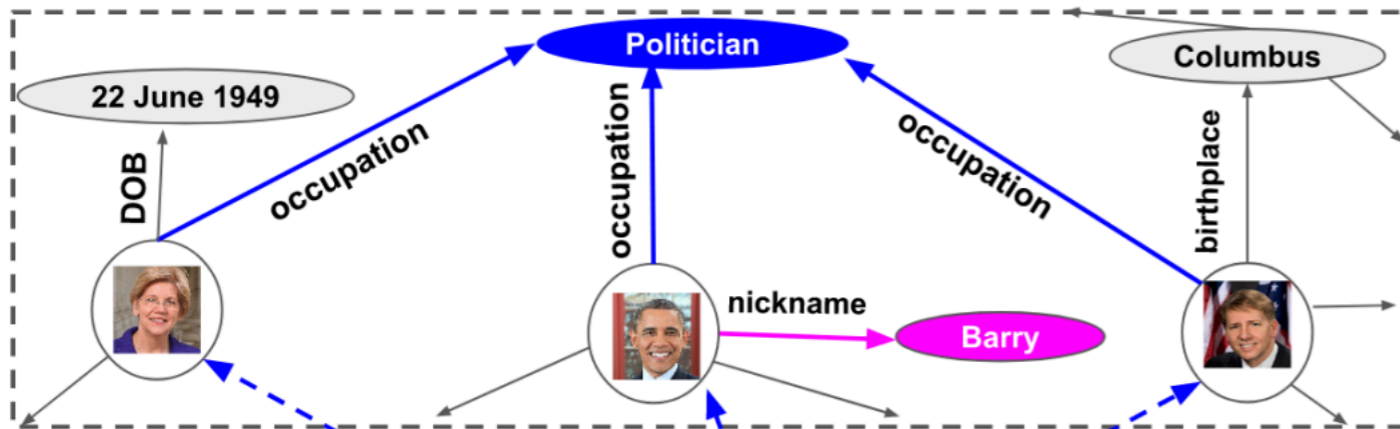 Politician
Columbus
22 June 1949
DOB
occupation
occupation
occupation
birthplace
nickname
Barry